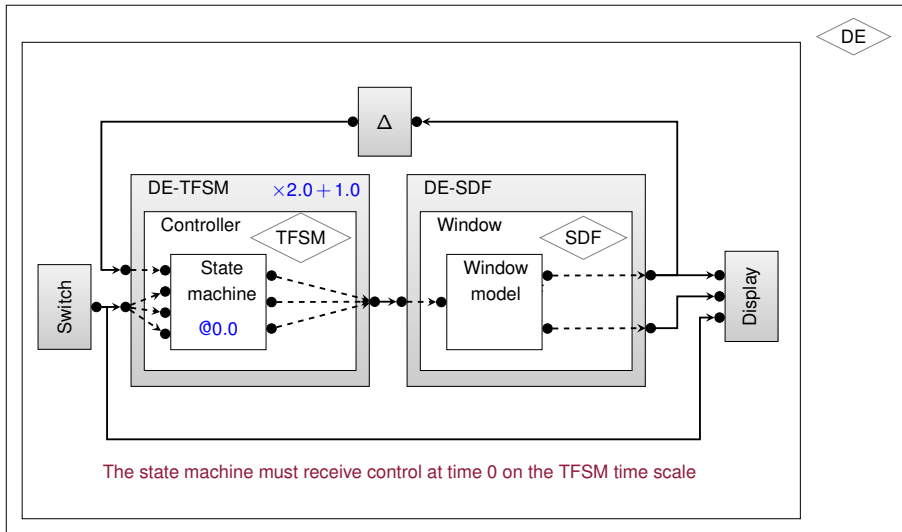 DE
Δ
DE-TFSM ×2.0 + 1.0
DE-SDF
Controller
TFSM
Window
SDF
Switch
State
machine
@0.0
Window
model
Display
The state machine must receive control at time 0 on the TFSM time scale